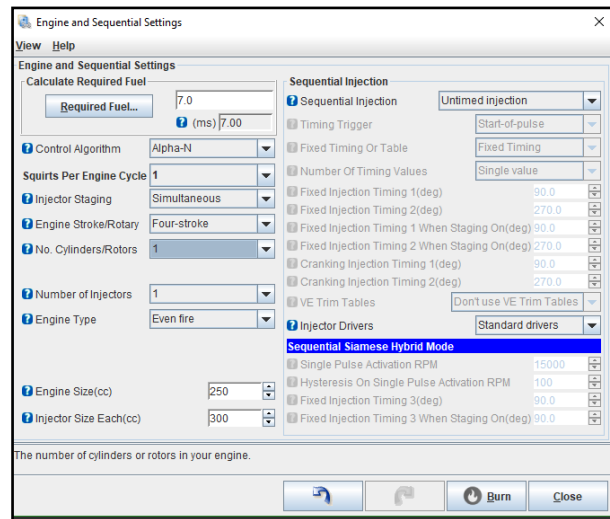 Engine and Sequential Settings
View Help
Engine and Sequential Settings
Calculate Required Fuel
Required Fuel...
7.0
(ms) 7.00
Control Algorithm Alpha-N
Squirts Per Engine Cycle 1
Injector Staging Simultaneous
Engine Stroke/Rotary Four-stroke
No. Cylinders/Rotors 1
Number of Injectors 1
Engine Type Even fire
Engine Size(cc) 250
Injector Size Each(cc) 300
Sequential Injection
Sequential Injection Untimed injection
Timing Trigger Start-of-pulse
Fixed Timing Or Table Fixed Timing
Number Of Timing Values Single value
Fixed Injection Timing 1(deg) 90.0
Fixed Injection Timing 2(deg) 270.0
Fixed Injection Timing 1 When Staging On(deg) 90.0
Fixed Injection Timing 2 When Staging On(deg) 270.0
Cranking Injection Timing 1(deg) 90.0
Cranking Injection Timing 2(deg) 270.0
VE Trim Tables Don't use VE Trim Tables
Injector Drivers Standard drivers
Sequential Siamese Hybrid Mode
Single Pulse Activation RPM 15000
Hysteresis On Single Pulse Activation RPM 100
Fixed Injection Timing 3(deg) 90.0
Fixed Injection Timing 3 When Staging On(deg) 90.0
The number of cylinders or rotors in your engine.
Burn Close